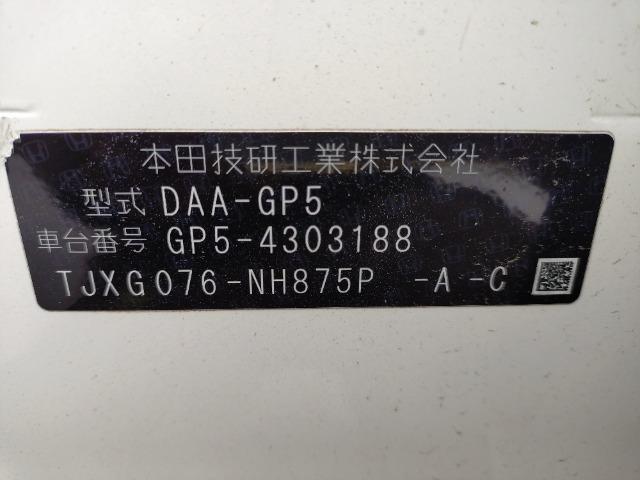 本田技研工業株式会社
型式 DAA-GP5
車台番号 GP5-4303188
TJXG076-NH875P -A-C